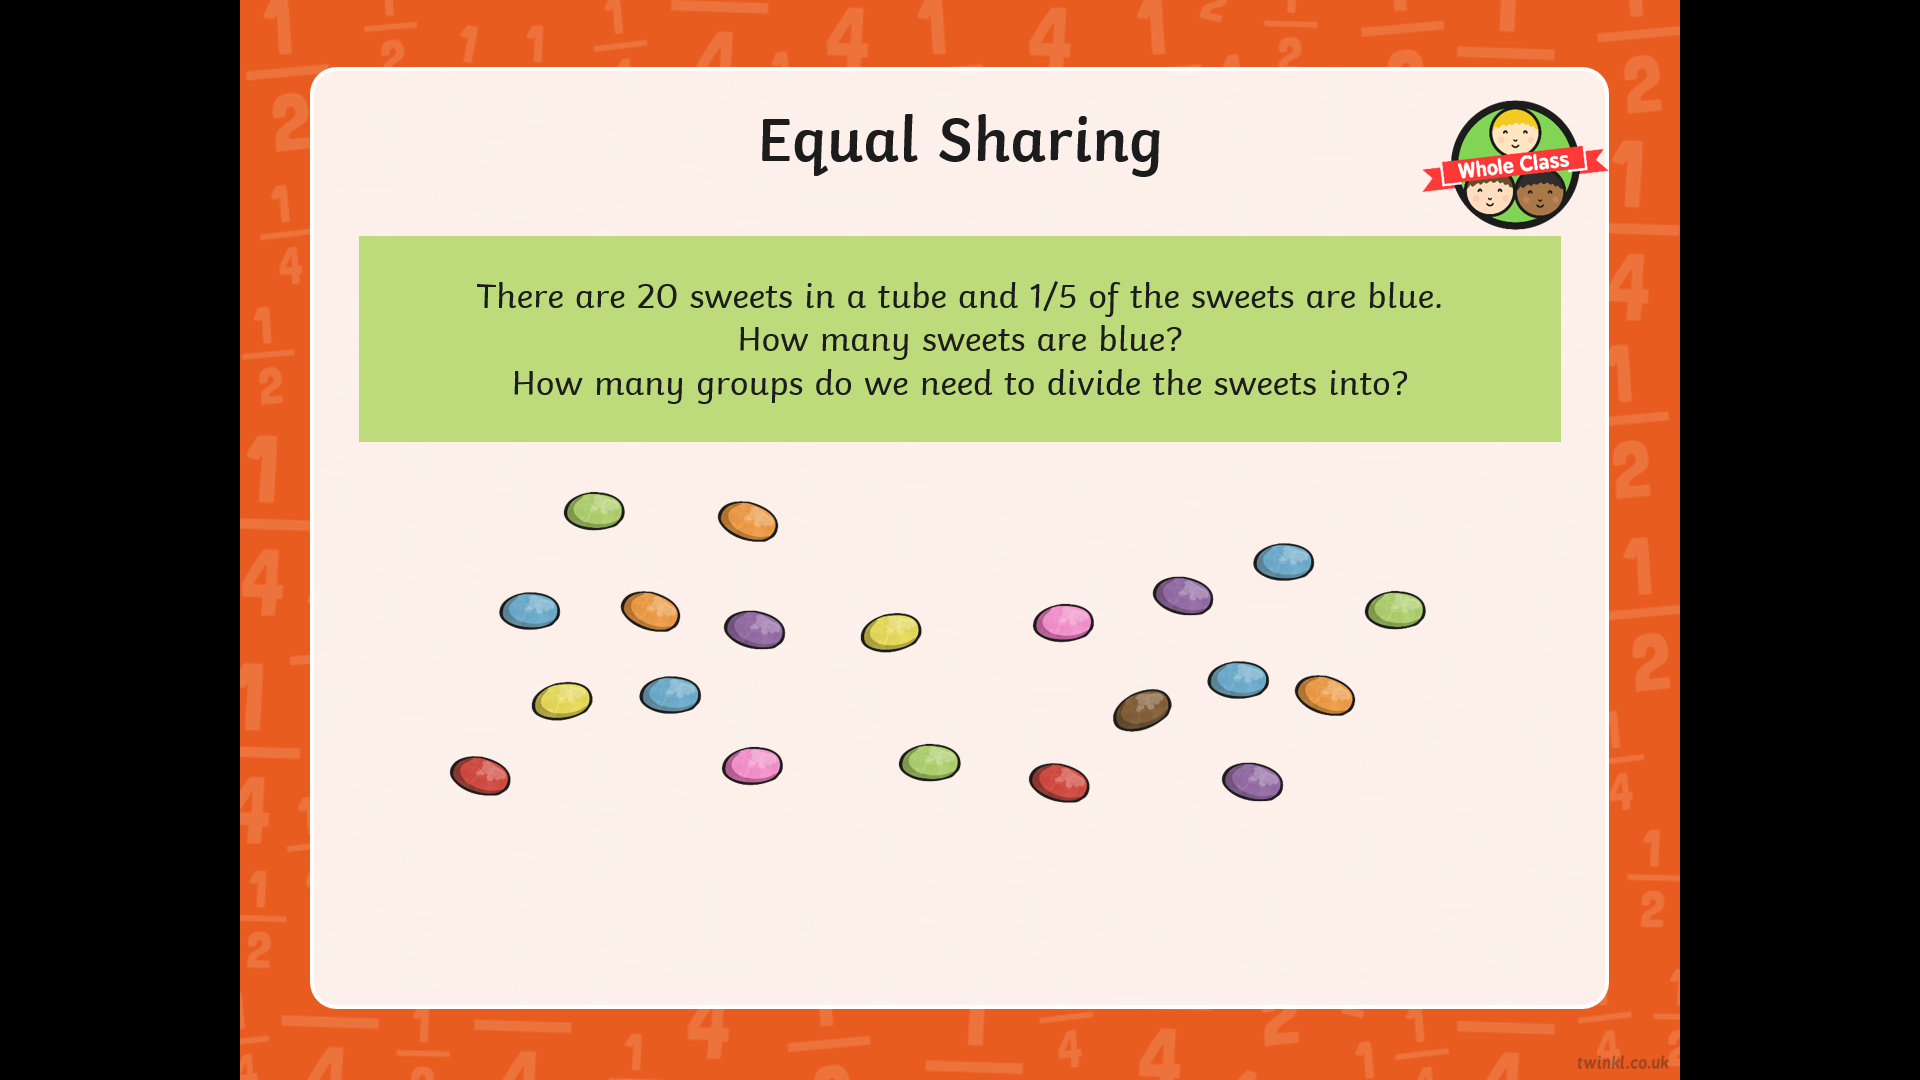 Equal Sharing
Whole Class
There are 20 sweets in a tube and 1/5 of the sweets are blue.
How many sweets are blue?
How many groups do we need to divide the sweets into?
twinkl.co.uk